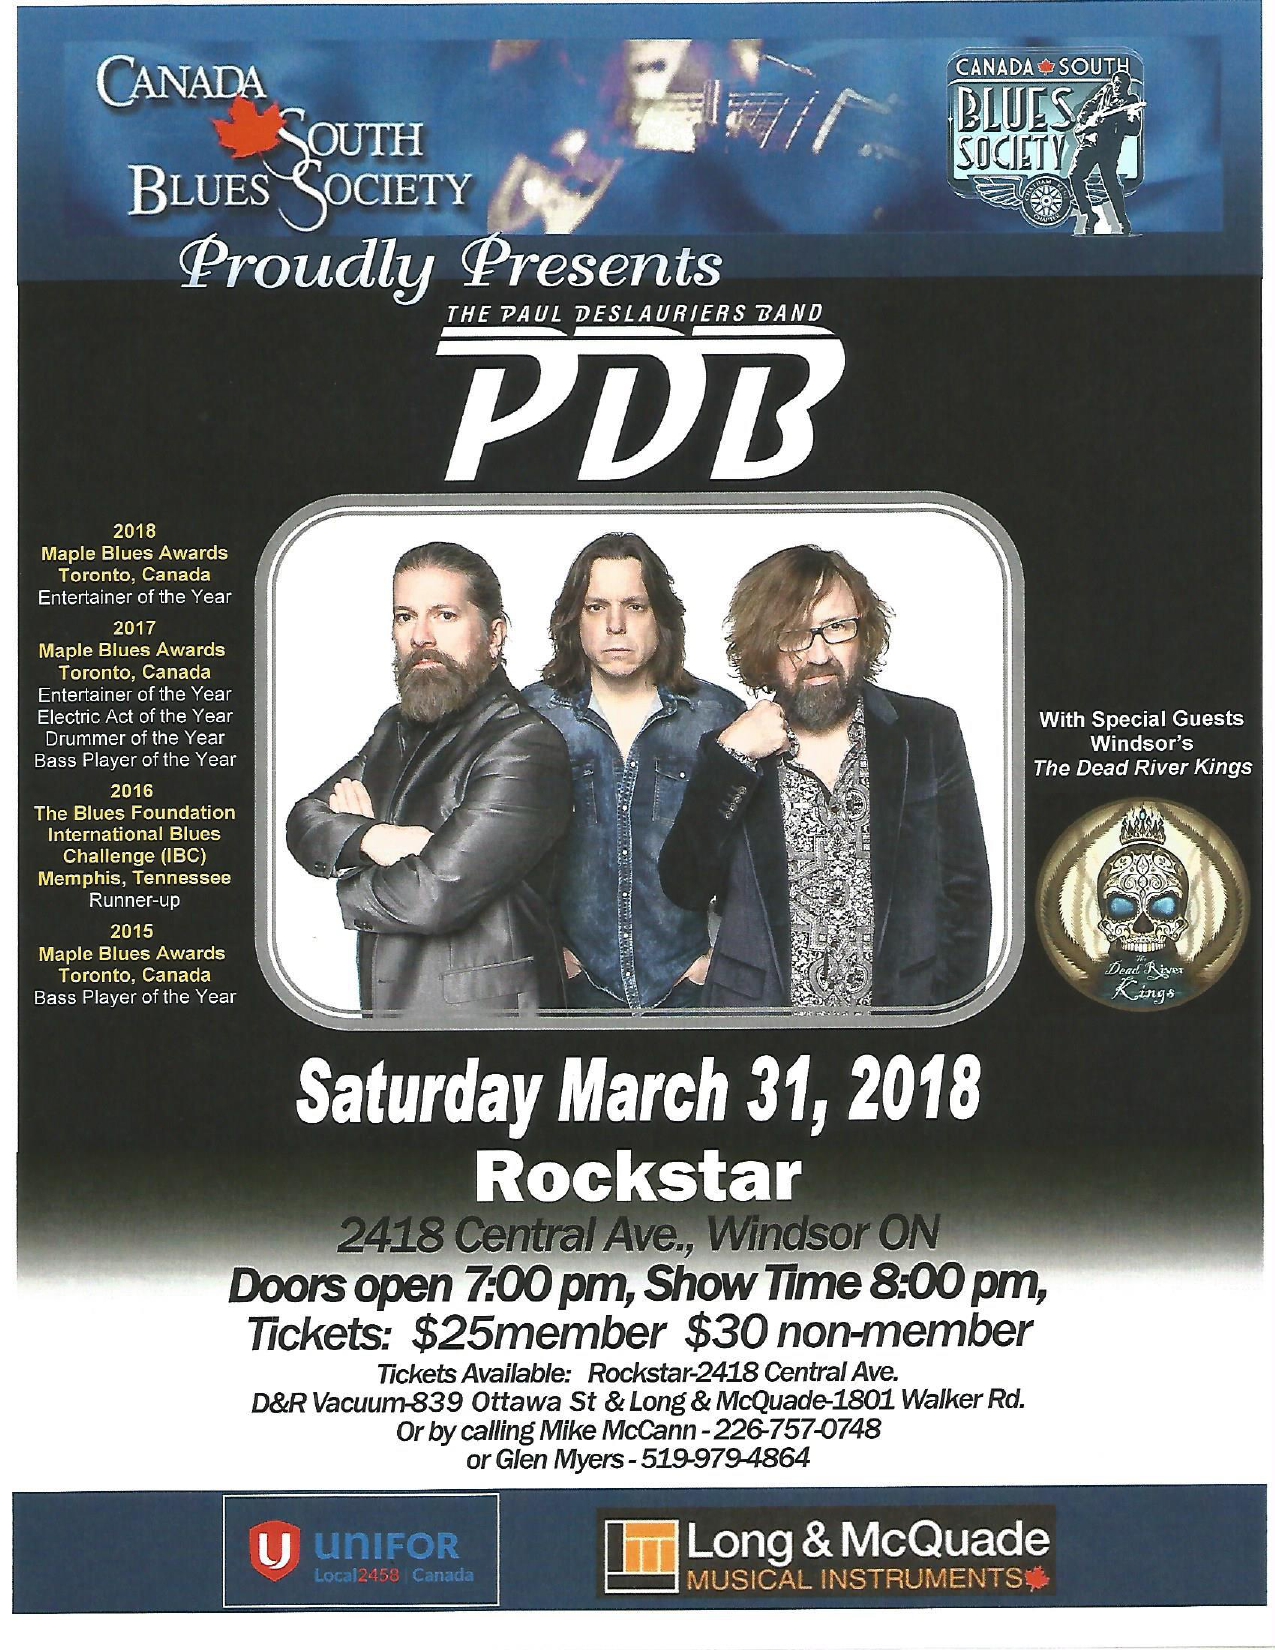 CANADA
SOUTH
BLUES SOCIETY
CANADA SOUTH
BLUES
SOCIETY
Proudly Presents
THE PAUL DESLAURIERS BAND
PDB
2018
Maple Blues Awards
Toronto, Canada
Entertainer of the Year
2017
Maple Blues Awards
Toronto, Canada
Entertainer of the Year
Electric Act of the Year
Drummer of the Year
Bass Player of the Year
2016
The Blues Foundation
International Blues
Challenge (IBC)
Memphis, Tennessee
Runner-up
2015
Maple Blues Awards
Toronto, Canada
Bass Player of the Year
With Special Guests
Windsor's
The Dead River Kings
The
Dead River
Kings
Saturday March 31, 2018
Rockstar
2418 Central Ave., Windsor ON
Doors open 7:00 pm, Show Time 8:00 pm,
Tickets: $25member $30 non-member
Tickets Available: Rockstar-2418 Central Ave.
D&R Vacuum-839 Ottawa St & Long & McQuade-1801 Walker Rd.
Or by calling Mike McCann - 226-757-0748
or Glen Myers - 519-979-4864
U UNIFOR
Local2458 | Canada
Long & McQuade
MUSICAL INSTRUMENTS